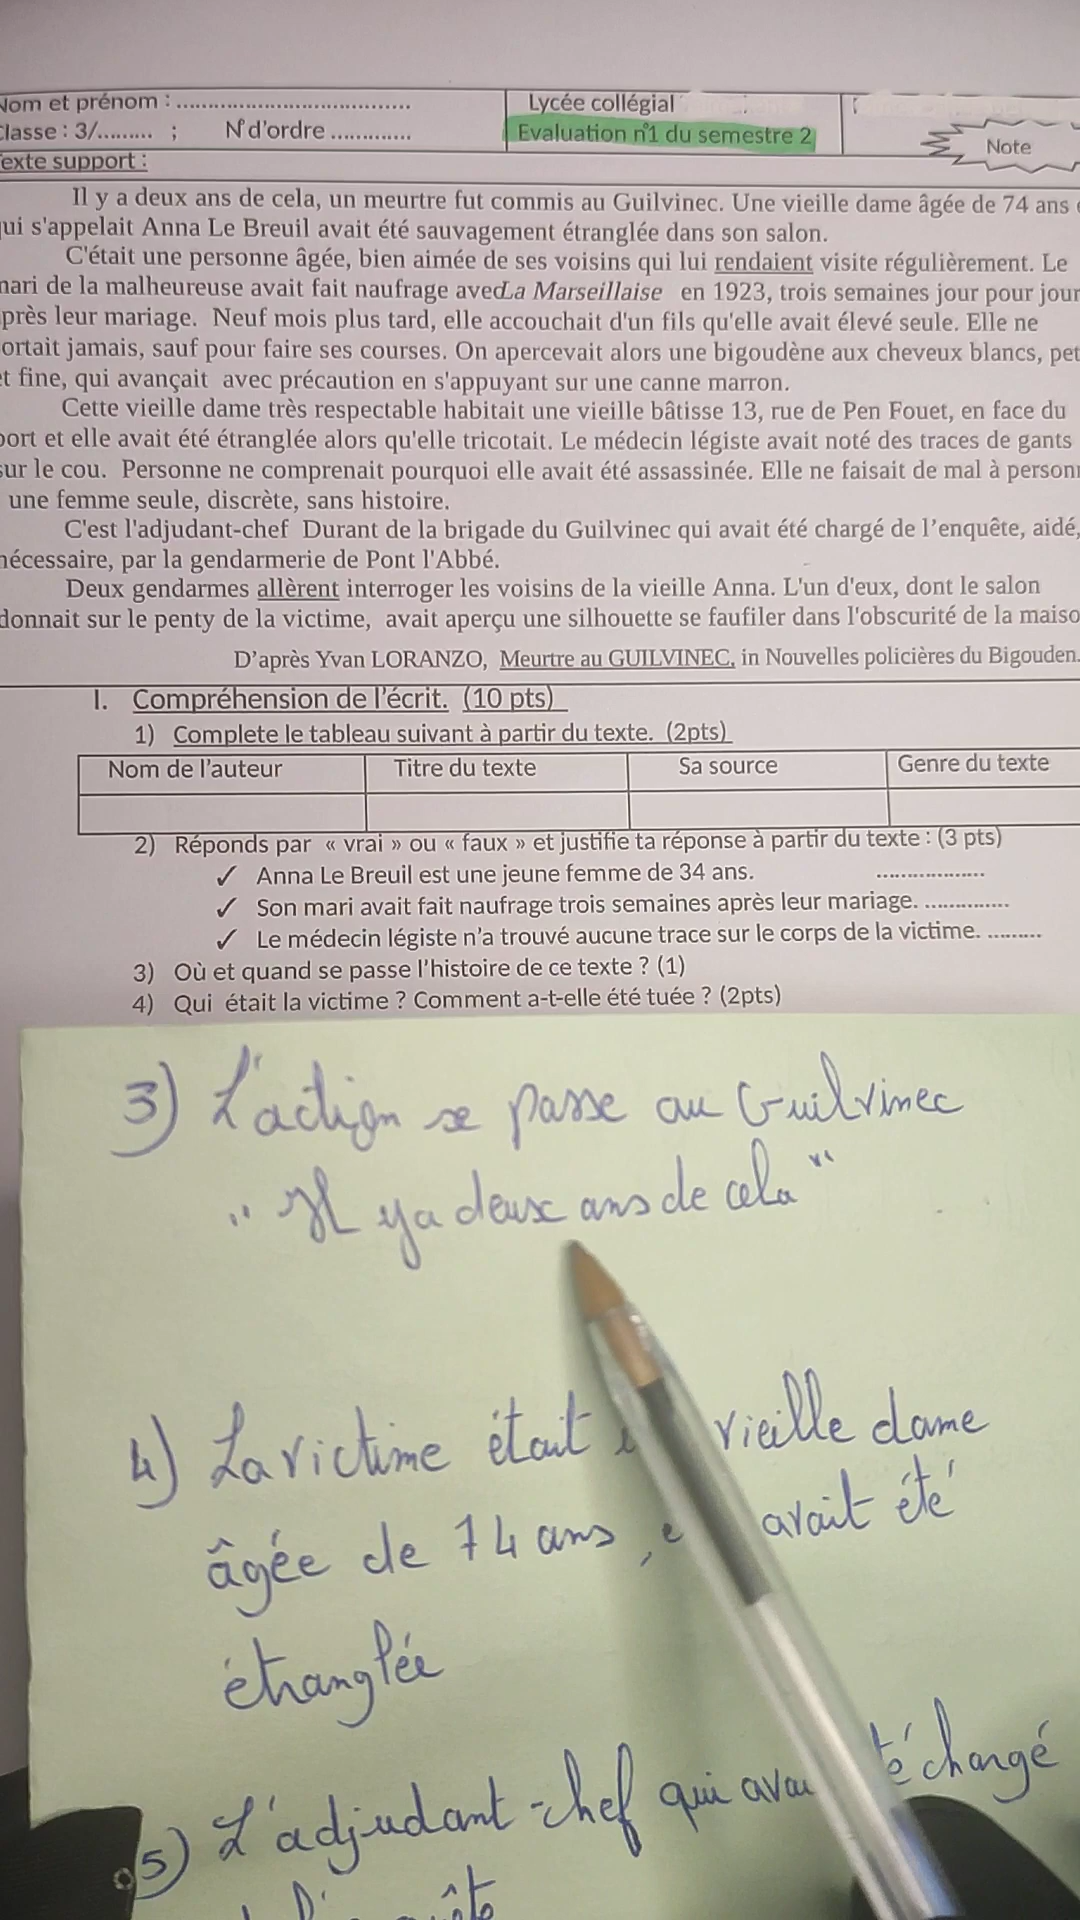 Nom et prénom : ......................................
Lycée collégial
Classe : 3/......... ; N° d'ordre .............
Evaluation n°1 du semestre 2
Note
Texte support :
Il y a deux ans de cela, un meurtre fut commis au Guilvinec. Une vieille dame âgée de 74 ans
qui s'appelait Anna Le Breuil avait été sauvagement étranglée dans son salon.
C'était une personne âgée, bien aimée de ses voisins qui lui rendaient visite régulièrement. Le
mari de la malheureuse avait fait naufrage avec La Marseillaise en 1923, trois semaines jour pour jour
après leur mariage. Neuf mois plus tard, elle accouchait d'un fils qu'elle avait élevé seule. Elle ne
sortait jamais, sauf pour faire ses courses. On apercevait alors une bigoudène aux cheveux blancs, pet
et fine, qui avançait avec précaution en s'appuyant sur une canne marron.
Cette vieille dame très respectable habitait une vieille bâtisse 13, rue de Pen Fouet, en face du
port et elle avait été étranglée alors qu'elle tricotait. Le médecin légiste avait noté des traces de gants
sur le cou. Personne ne comprenait pourquoi elle avait été assassinée. Elle ne faisait de mal à personn
une femme seule, discrète, sans histoire.
C'est l'adjudant-chef Durant de la brigade du Guilvinec qui avait été chargé de l'enquête, aidé,
nécessaire, par la gendarmerie de Pont l'Abbé.
Deux gendarmes allèrent interroger les voisins de la vieille Anna. L'un d'eux, dont le salon
donnait sur le penty de la victime, avait aperçu une silhouette se faufiler dans l'obscurité de la maiso
D'après Yvan LORANZO, Meurtre au GUILVINEC, in Nouvelles policières du Bigouden.
I. Compréhension de l'écrit. (10 pts)
1) Complete le tableau suivant à partir du texte. (2pts)
Nom de l'auteur Titre du texte Sa source Genre du texte
2) Réponds par « vrai » ou « faux » et justifie ta réponse à partir du texte : (3 pts)
✓ Anna Le Breuil est une jeune femme de 34 ans. ..................
✓ Son mari avait fait naufrage trois semaines après leur mariage. ..............
✓ Le médecin légiste n'a trouvé aucune trace sur le corps de la victime. .........
3) Où et quand se passe l'histoire de ce texte ? (1)
4) Qui était la victime ? Comment a-t-elle été tuée ? (2pts)
3) L'action se passe au Guilvinec
" Il y a deux ans de cela "
4) La victime était vieille dame
âgée de 74 ans, avait été
étranglée
5) L'adjudant-chef qui avai té chargé